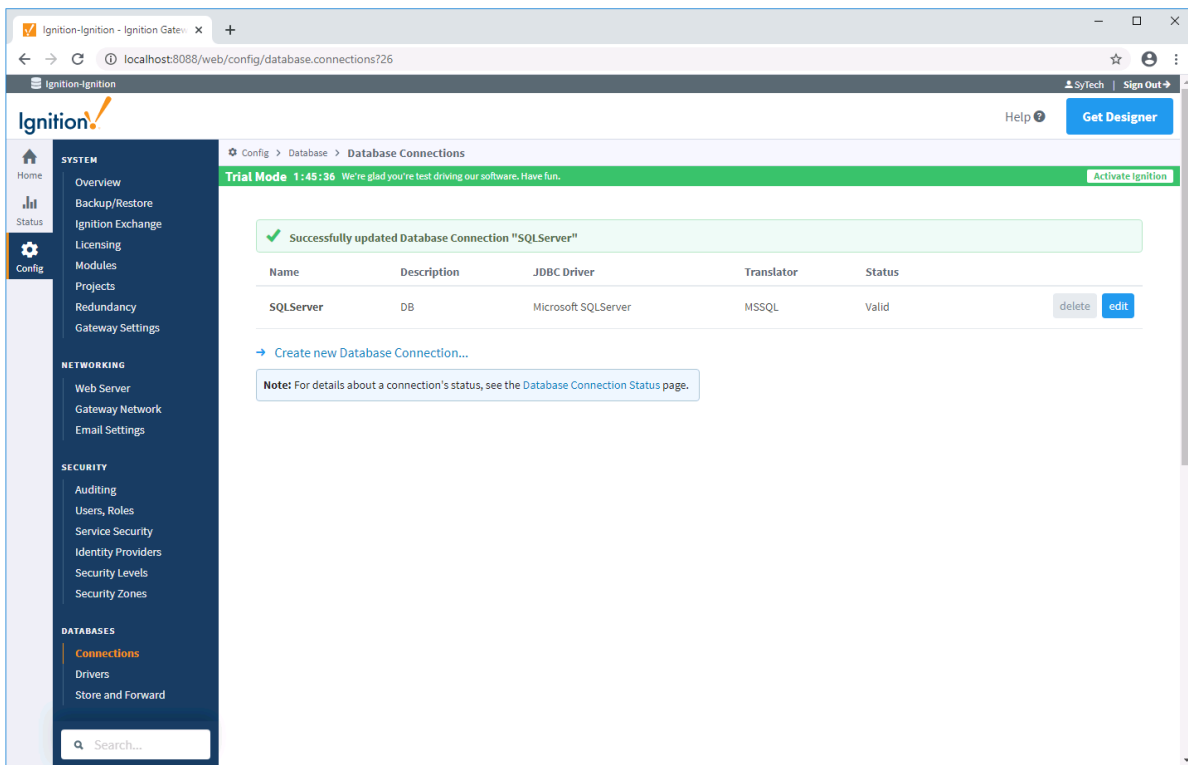 Ignition-Ignition - Ignition Gatew
localhost:8088/web/config/database.connections?26
Ignition-Ignition
SyTech | Sign Out
Ignition!
Help
Get Designer
Home
Status
Config
SYSTEM
Overview
Backup/Restore
Ignition Exchange
Licensing
Modules
Projects
Redundancy
Gateway Settings
NETWORKING
Web Server
Gateway Network
Email Settings
SECURITY
Auditing
Users, Roles
Service Security
Identity Providers
Security Levels
Security Zones
DATABASES
Connections
Drivers
Store and Forward
Search...
Config > Database > Database Connections
Trial Mode 1:45:36 We're glad you're test driving our software. Have fun.
Activate Ignition
Successfully updated Database Connection "SQLServer"
Name Description JDBC Driver Translator Status
SQLServer DB Microsoft SQLServer MSSQL Valid delete edit
Create new Database Connection...
Note: For details about a connection's status, see the Database Connection Status page.